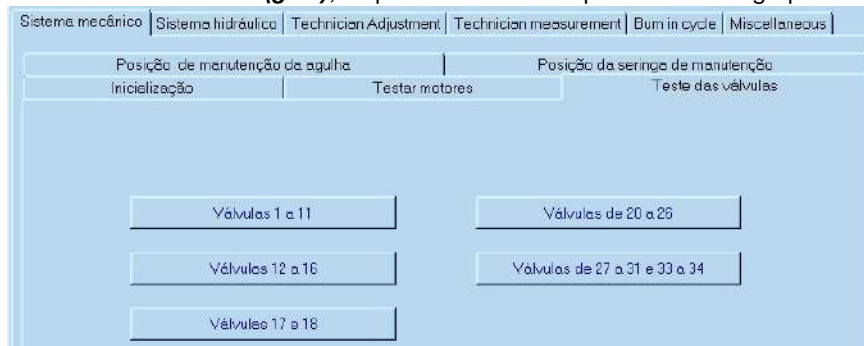 Sistema mecânico Sistema hidráulico Technician Adjustment Technician measurement Burn in cycle Miscellaneous
Posição de manutenção da agulha Posição da seringa de manutenção
Inicialização Testar motores Teste das válvulas
Válvulas 1 a 11 Válvulas de 20 a 26
Válvulas 12 a 16 Válvulas de 27 a 31 e 33 a 34
Válvulas 17 e 18